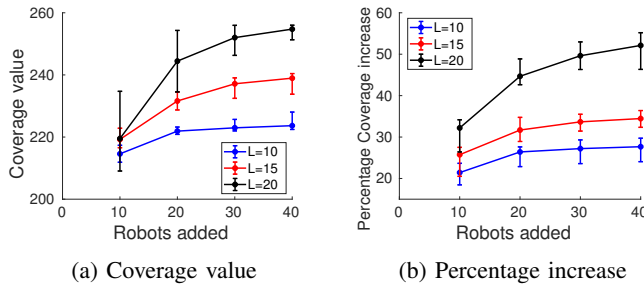 260
240
220
200
Coverage value
0
10
20
30
40
Robots added
L=10
L=15
L=20
(a) Coverage value
60
50
40
30
20
Percentage Coverage increase
0
10
20
30
40
Robots added
L=10
L=15
L=20
(b) Percentage increase